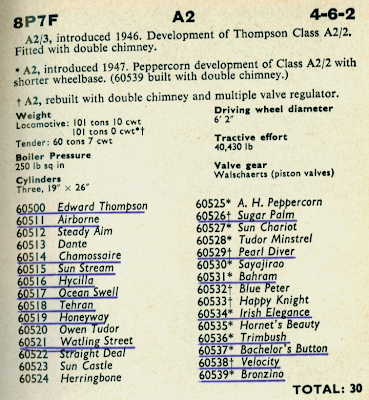 8P7F A2 4-6-2
A2/3, introduced 1946. Development of Thompson Class A2/2.
Fitted with double chimney.
* A2, introduced 1947. Peppercorn development of Class A2/2 with
shorter wheelbase. (60539 built with double chimney.)
† A2, rebuilt with double chimney and multiple valve regulator.
Weight
Locomotive: 101 tons 10 cwt
101 tons 0 cwt*†
Tender: 60 tons 7 cwt
Boiler Pressure
250 lb sq in
Cylinders
Three, 19" × 26"
Driving wheel diameter
6' 2"
Tractive effort
40,430 lb
Valve gear
Walschaerts (piston valves)
60500 Edward Thompson
60511 Airborne
60512 Steady Aim
60513 Dante
60514 Chamossaire
60515 Sun Stream
60516 Hycilla
60517 Ocean Swell
60518 Tehran
60519 Honeyway
60520 Owen Tudor
60521 Watling Street
60522 Straight Deal
60523 Sun Castle
60524 Herringbone
60525* A. H. Peppercorn
60526† Sugar Palm
60527* Sun Chariot
60528* Tudor Minstrel
60529† Pearl Diver
60530* Sayajirao
60531* Bahram
60532† Blue Peter
60533† Happy Knight
60534* Irish Elegance
60535* Hornet's Beauty
60536* Trimbush
60537* Bachelor's Button
60538† Velocity
60539* Bronzino
TOTAL: 30